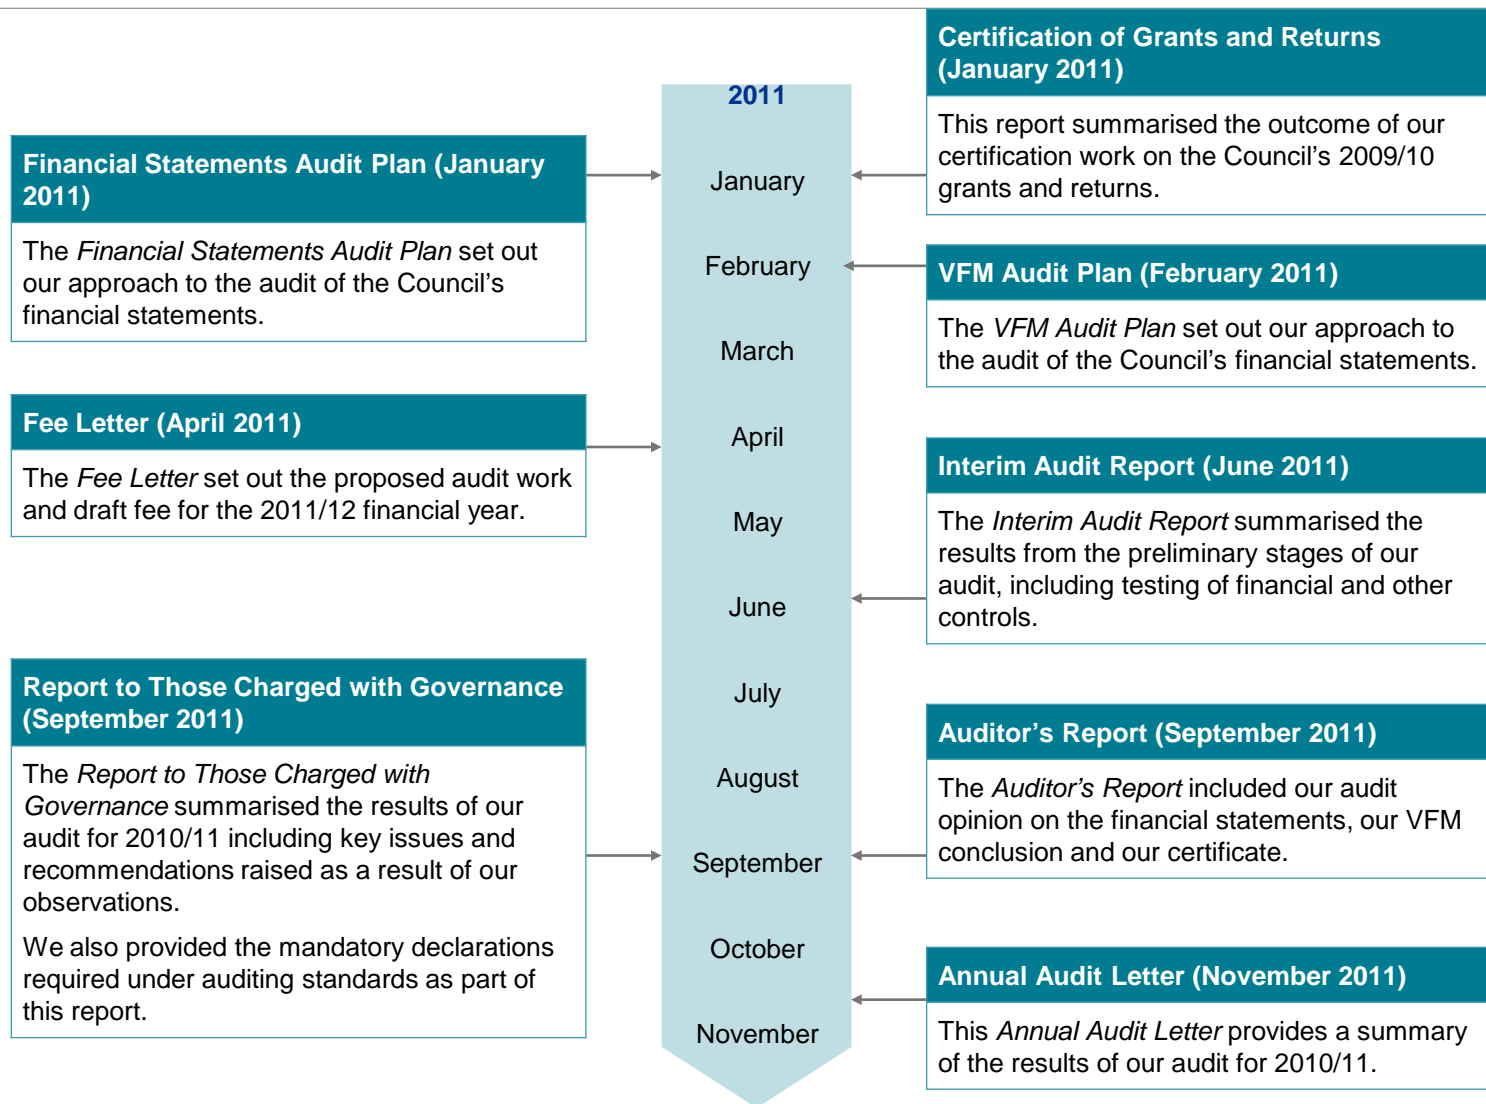 Financial Statements Audit Plan (January
2011)
The Financial Statements Audit Plan set out
our approach to the audit of the Council's
financial statements.
Fee Letter (April 2011)
The Fee Letter set out the proposed audit work
and draft fee for the 2011/12 financial year.
Report to Those Charged with Governance
(September 2011)
The Report to Those Charged with
Governance summarised the results of our
audit for 2010/11 including key issues and
recommendations raised as a result of our
observations.
We also provided the mandatory declarations
required under auditing standards as part of
this report.
2011
January
February
March
April
May
June
July
August
September
October
November
Certification of Grants and Returns
(January 2011)
This report summarised the outcome of our
certification work on the Council's 2009/10
grants and returns.
VFM Audit Plan (February 2011)
The VFM Audit Plan set out our approach to
the audit of the Council's financial statements.
Interim Audit Report (June 2011)
The Interim Audit Report summarised the
results from the preliminary stages of our
audit, including testing of financial and other
controls.
Auditor's Report (September 2011)
The Auditor's Report included our audit
opinion on the financial statements, our VFM
conclusion and our certificate.
Annual Audit Letter (November 2011)
This Annual Audit Letter provides a summary
of the results of our audit for 2010/11.